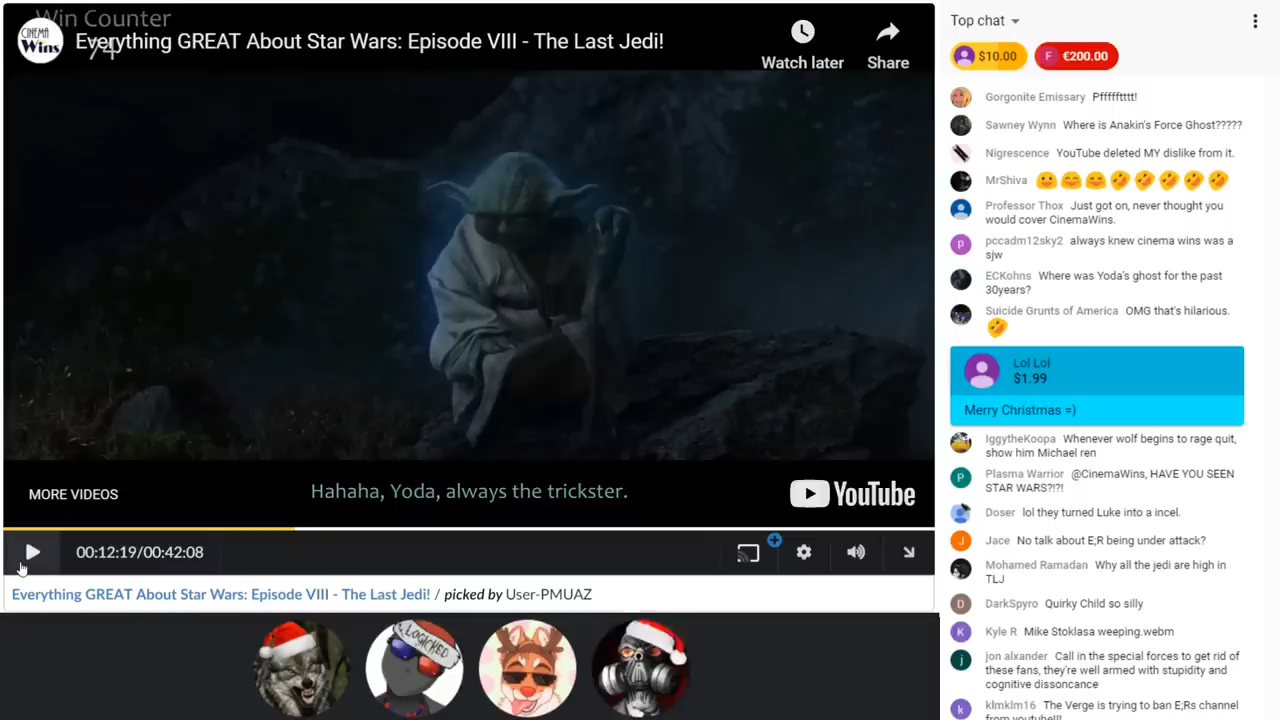 Win Counter
74
CINEMA
Wins
Everything GREAT About Star Wars: Episode VIII - The Last Jedi!
Watch later
Share
MORE VIDEOS
Hahaha, Yoda, always the trickster.
YouTube
00:12:19/00:42:08
Everything GREAT About Star Wars: Episode VIII - The Last Jedi! / picked by User-PMUAZ
LOGICKED
Top chat
$10.00
F €200.00
Gorgonite Emissary Pffffftttt!
Sawney Wynn Where is Anakin's Force Ghost?????
Nigrescence YouTube deleted MY dislike from it.
MrShiva 🙂😊😊🤣🤣🤣🤣🤣
Professor Thox Just got on, never thought you
would cover CinemaWins.
p pccadm12sky2 always knew cinema wins was a
sjw
ECKohns Where was Yoda's ghost for the past
30years?
Suicide Grunts of America OMG that's hilarious.
🤣
Lol Lol
$1.99
Merry Christmas =)
IggytheKoopa Whenever wolf begins to rage quit,
show him Michael ren
P Plasma Warrior @CinemaWins, HAVE YOU SEEN
STAR WARS?!?!
Doser lol they turned Luke into a incel.
J Jace No talk about E;R being under attack?
Mohamed Ramadan Why all the jedi are high in
TLJ
D DarkSpyro Quirky Child so silly
K Kyle R Mike Stoklasa weeping.webm
j jon alxander Call in the special forces to get rid of
these fans, they're well armed with stupidity and
cognitive dissonance
k klmklm16 The Verge is trying to ban E;Rs channel
from youtube!!!